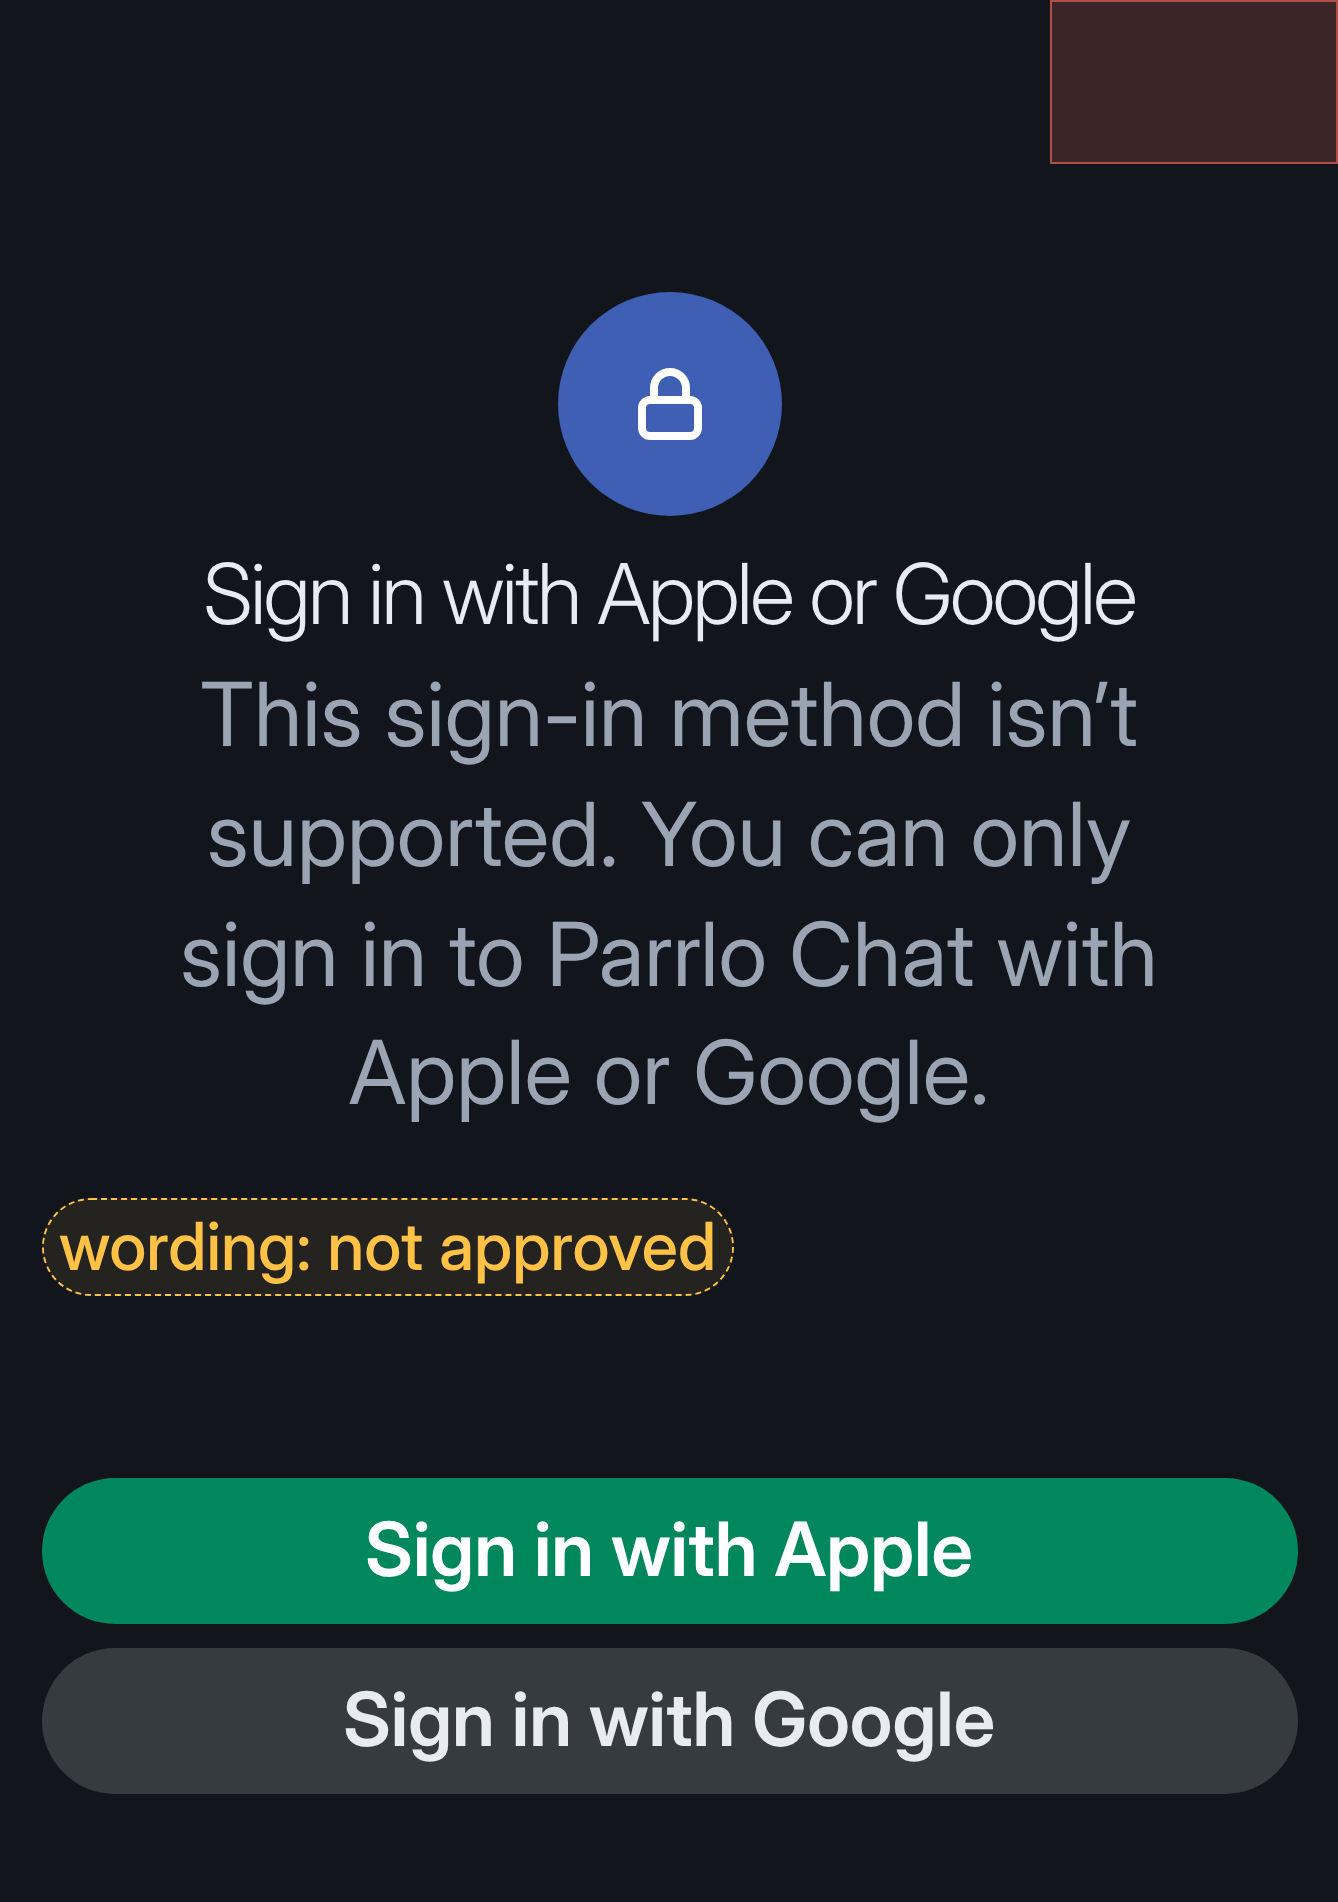 Sign in with Apple or Google
This sign-in method isn’t
supported. You can only
sign in to Parrlo Chat with
Apple or Google.
wording: not approved
Sign in with Apple
Sign in with Google